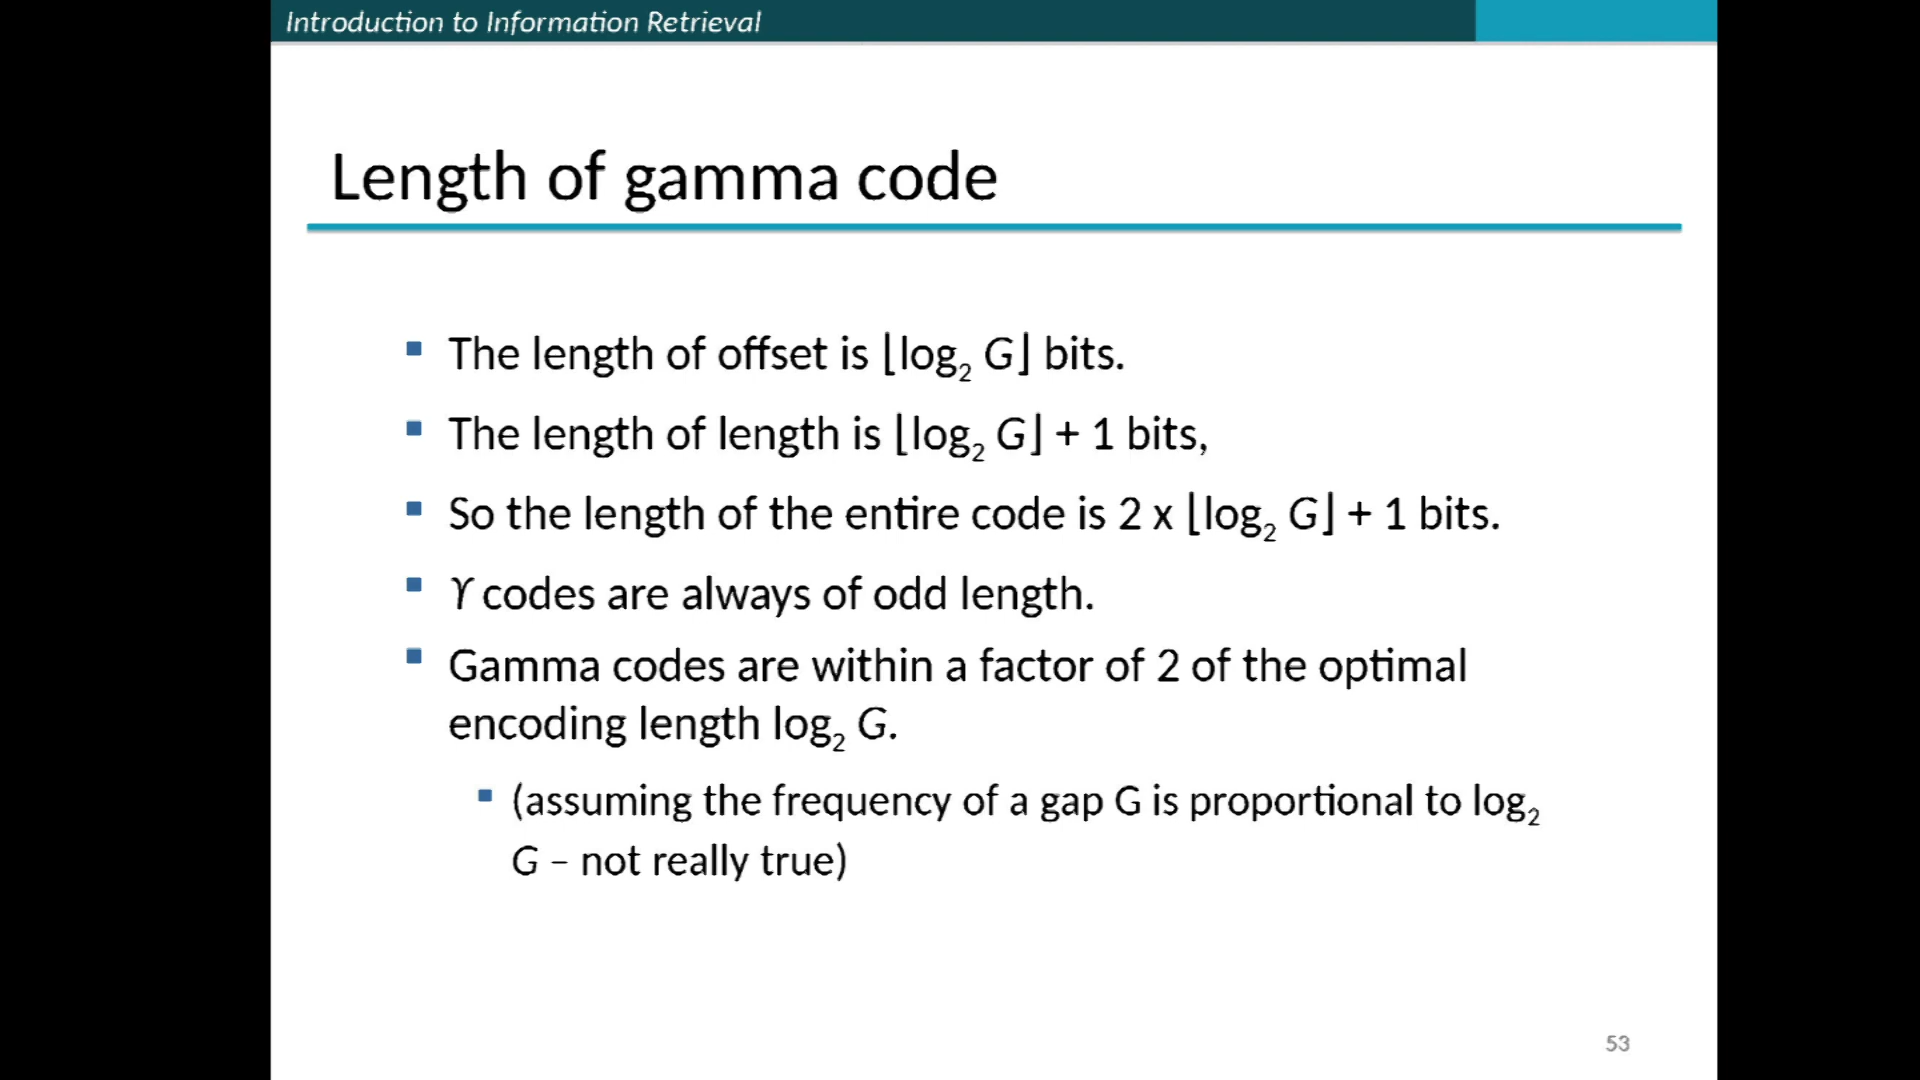 Introduction to Information Retrieval
Length of gamma code
The length of offset is ⌊log₂ G⌋ bits.
The length of length is ⌊log₂ G⌋ + 1 bits,
So the length of the entire code is 2 x ⌊log₂ G⌋ + 1 bits.
ϒ codes are always of odd length.
Gamma codes are within a factor of 2 of the optimal
encoding length log₂ G.
(assuming the frequency of a gap G is proportional to log₂
G – not really true)
53